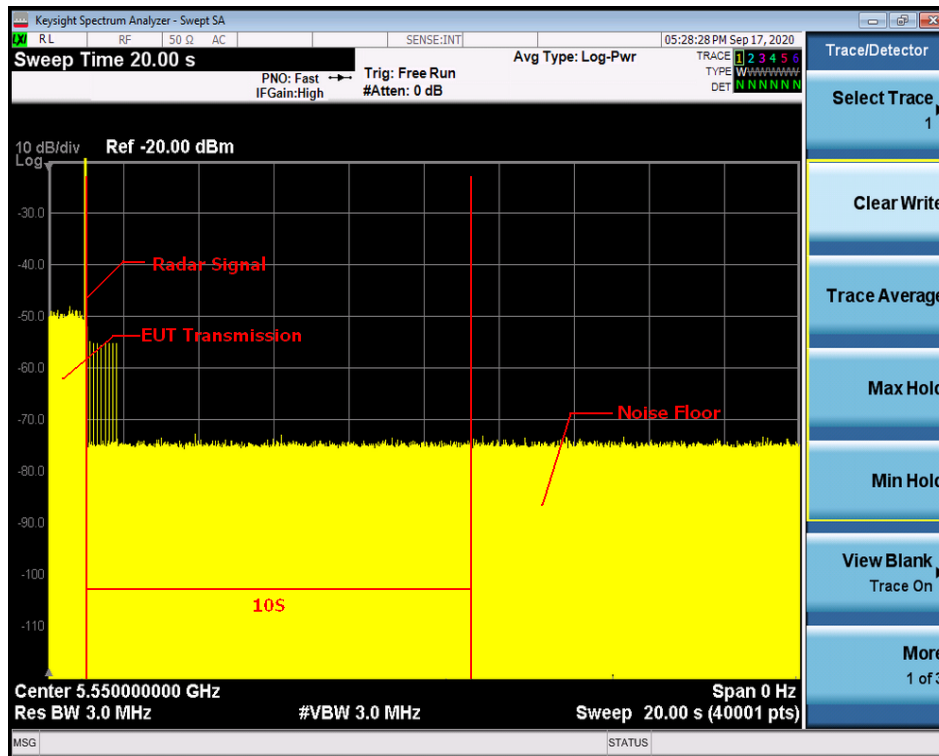 Keysight Spectrum Analyzer - Swept SA
LXI RL RF 50 Ω AC SENSE:INT 05:28:28 PM Sep 17, 2020
Sweep Time 20.00 s
PNO: Fast
IFGain:High
Trig: Free Run
#Atten: 0 dB
Avg Type: Log-Pwr
TRACE 1 2 3 4 5 6
TYPE W W W W W W
DET N N N N N N
10 dB/div
Log
Ref -20.00 dBm
-30.0
-40.0
-50.0
-60.0
-70.0
-80.0
-90.0
-100
-110
Radar Signal
EUT Transmission
Noise Floor
10S
Center 5.550000000 GHz
Span 0 Hz
Res BW 3.0 MHz
#VBW 3.0 MHz
Sweep 20.00 s (40001 pts)
MSG
STATUS
Trace/Detector
Select Trace
1
Clear Write
Trace Average
Max Hold
Min Hold
View Blank
Trace On
More
1 of 3